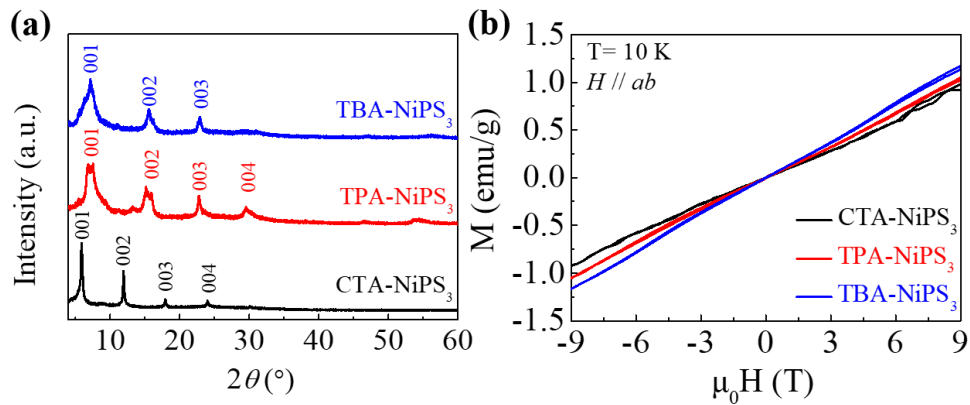 (a)
Intensity (a.u.)
001
002
003
TBA-NiPS3
001
002
003
004
TPA-NiPS3
001
002
003
004
CTA-NiPS3
10 20 30 40 50 60
2θ (°)
(b)
M (emu/g)
1.5
1.0
0.5
0.0
-0.5
-1.0
-1.5
T= 10 K
H // ab
CTA-NiPS3
TPA-NiPS3
TBA-NiPS3
-9 -6 -3 0 3 6 9
μ0H (T)